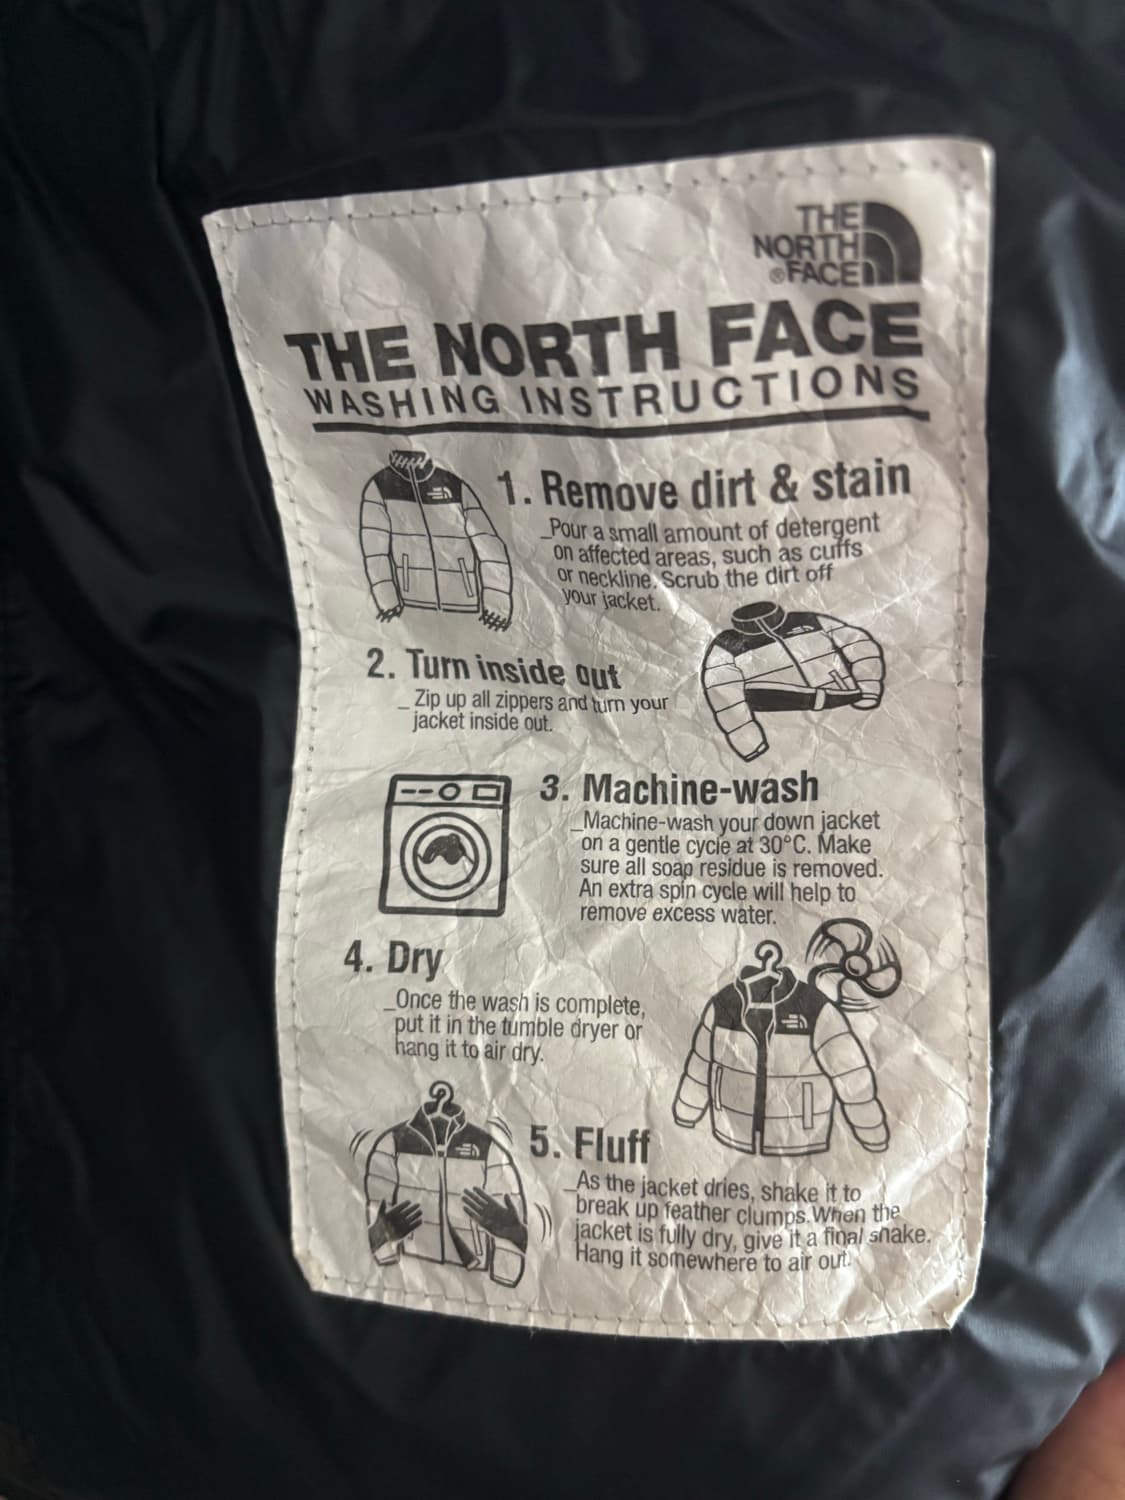 THE
NORTH
®FACE
THE NORTH FACE
WASHING INSTRUCTIONS
1. Remove dirt & stain
_Pour a small amount of detergent
on affected areas, such as cuffs
or neckline. Scrub the dirt off
your jacket.
2. Turn inside out
_ Zip up all zippers and turn your
jacket inside out.
3. Machine-wash
_Machine-wash your down jacket
on a gentle cycle at 30°C. Make
sure all soap residue is removed.
An extra spin cycle will help to
remove excess water.
4. Dry
_Once the wash is complete,
put it in the tumble dryer or
hang it to air dry.
5. Fluff
_As the jacket dries, shake it to
break up feather clumps. When the
jacket is fully dry, give it a final shake.
Hang it somewhere to air out.